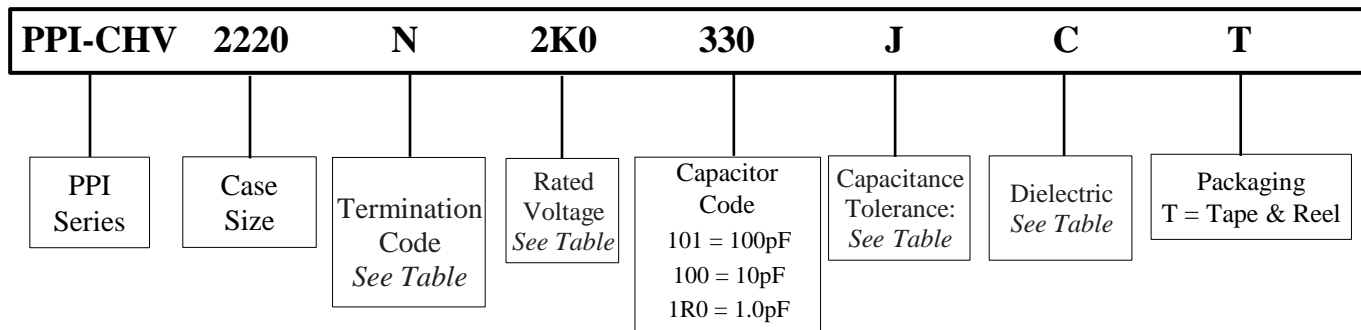 PPI-CHV 2220 N 2K0 330 J C T
PPI
Series
Case
Size
Termination
Code
See Table
Rated
Voltage
See Table
Capacitor
Code
101 = 100pF
100 = 10pF
1R0 = 1.0pF
Capacitance
Tolerance:
See Table
Dielectric
See Table
Packaging
T = Tape & Reel